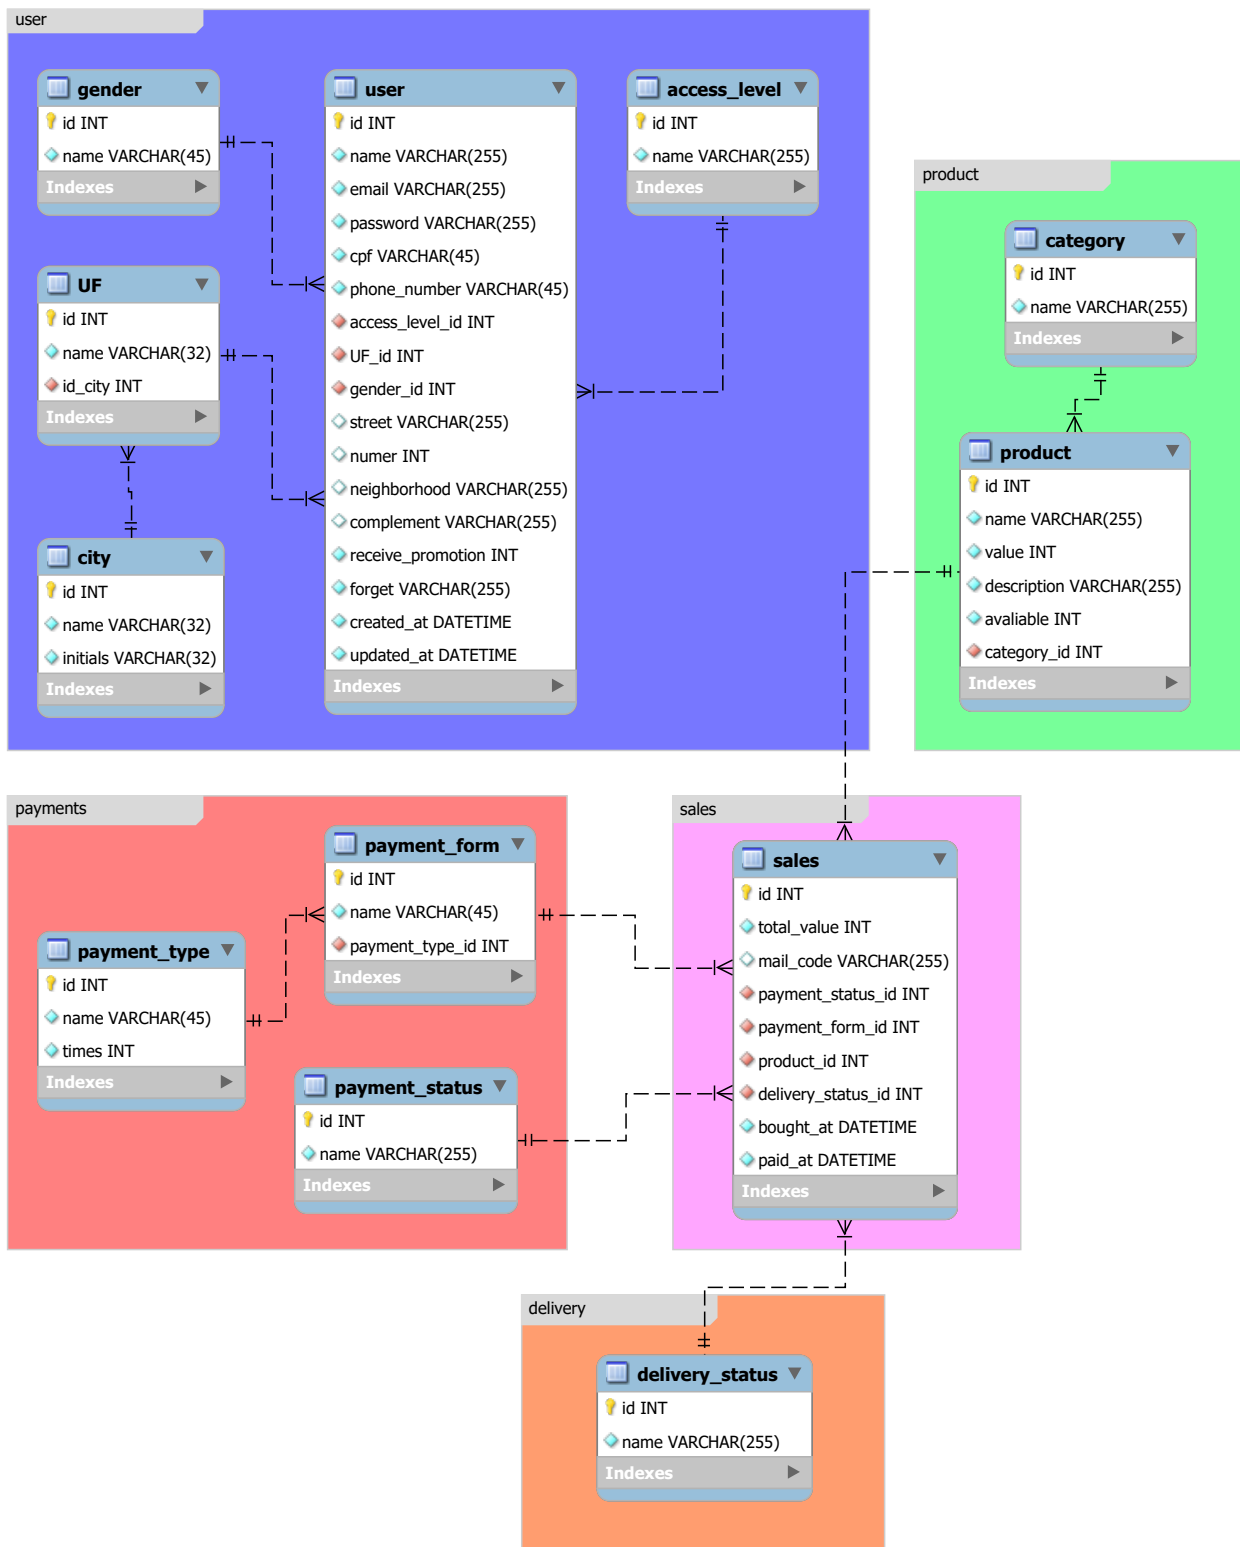 user
gender
id INT
name VARCHAR(45)
Indexes
user
id INT
name VARCHAR(255)
email VARCHAR(255)
password VARCHAR(255)
cpf VARCHAR(45)
phone_number VARCHAR(45)
access_level_id INT
UF_id INT
gender_id INT
street VARCHAR(255)
numer INT
neighborhood VARCHAR(255)
complement VARCHAR(255)
receive_promotion INT
forget VARCHAR(255)
created_at DATETIME
updated_at DATETIME
Indexes
access_level
id INT
name VARCHAR(255)
Indexes
UF
id INT
name VARCHAR(32)
id_city INT
Indexes
city
id INT
name VARCHAR(32)
initials VARCHAR(32)
Indexes
product
category
id INT
name VARCHAR(255)
Indexes
product
id INT
name VARCHAR(255)
value INT
description VARCHAR(255)
avaliable INT
category_id INT
Indexes
payments
payment_form
id INT
name VARCHAR(45)
payment_type_id INT
Indexes
payment_type
id INT
name VARCHAR(45)
times INT
Indexes
payment_status
id INT
name VARCHAR(255)
Indexes
sales
sales
id INT
total_value INT
mail_code VARCHAR(255)
payment_status_id INT
payment_form_id INT
product_id INT
delivery_status_id INT
bought_at DATETIME
paid_at DATETIME
Indexes
delivery
delivery_status
id INT
name VARCHAR(255)
Indexes